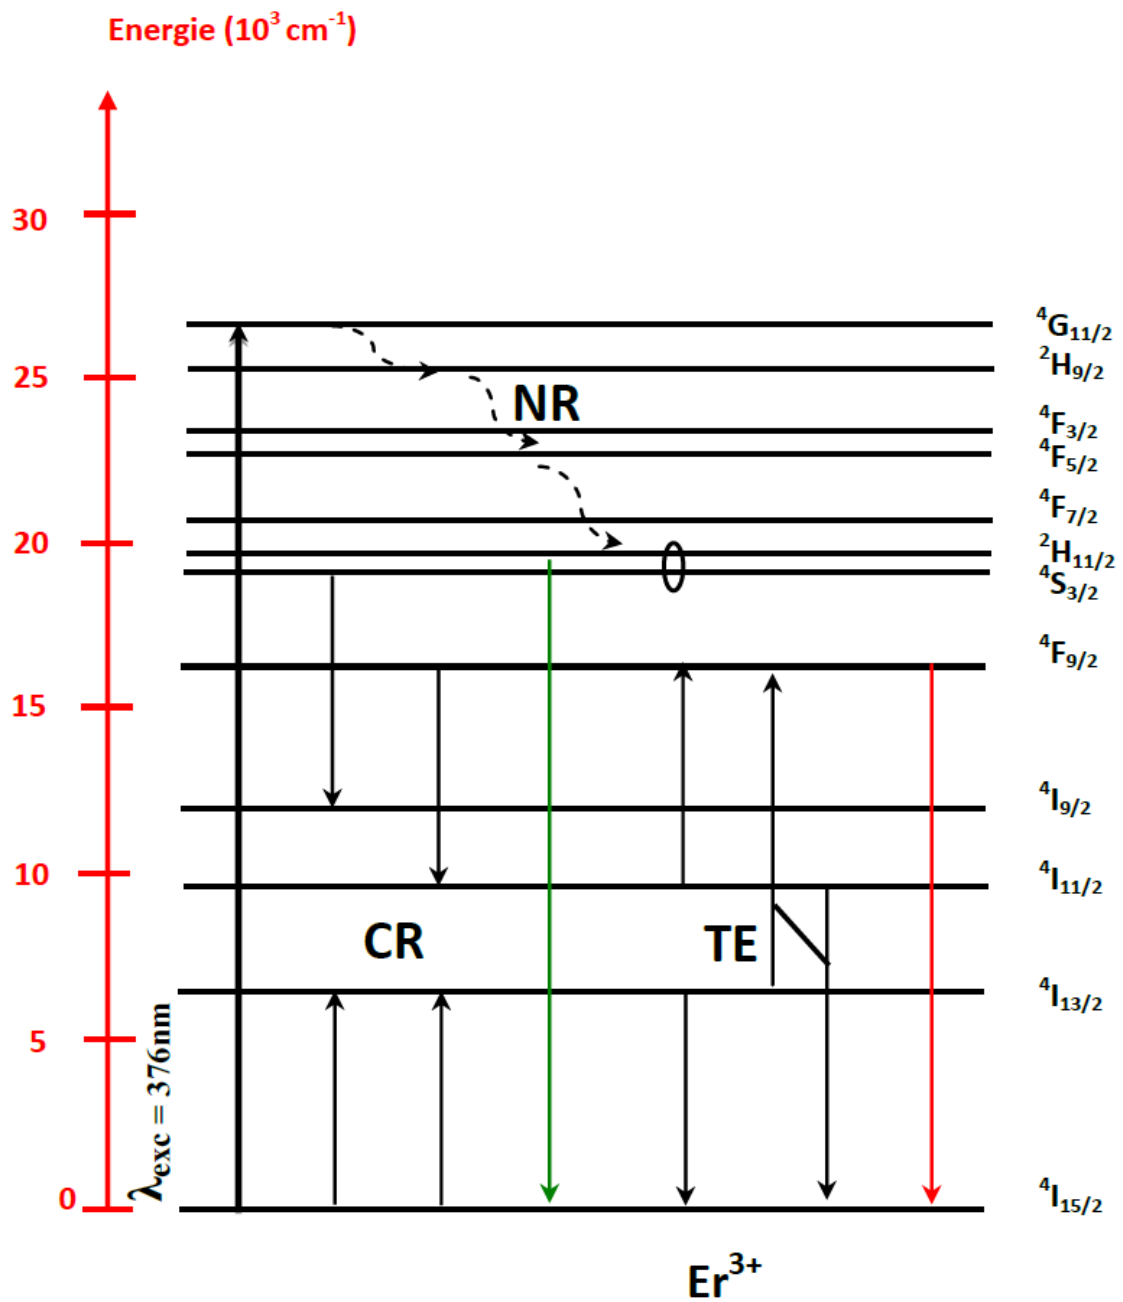 Energie (10³ cm⁻¹)
30
⁴G₁₁/₂
25
²H₉/₂
NR
⁴F₃/₂
⁴F₅/₂
⁴F₇/₂
20
²H₁₁/₂
⁴S₃/₂
⁴F₉/₂
15
⁴I₉/₂
10
⁴I₁₁/₂
CR
TE
⁴I₁₃/₂
5
λexc = 376nm
0
⁴I₁₅/₂
Er³⁺